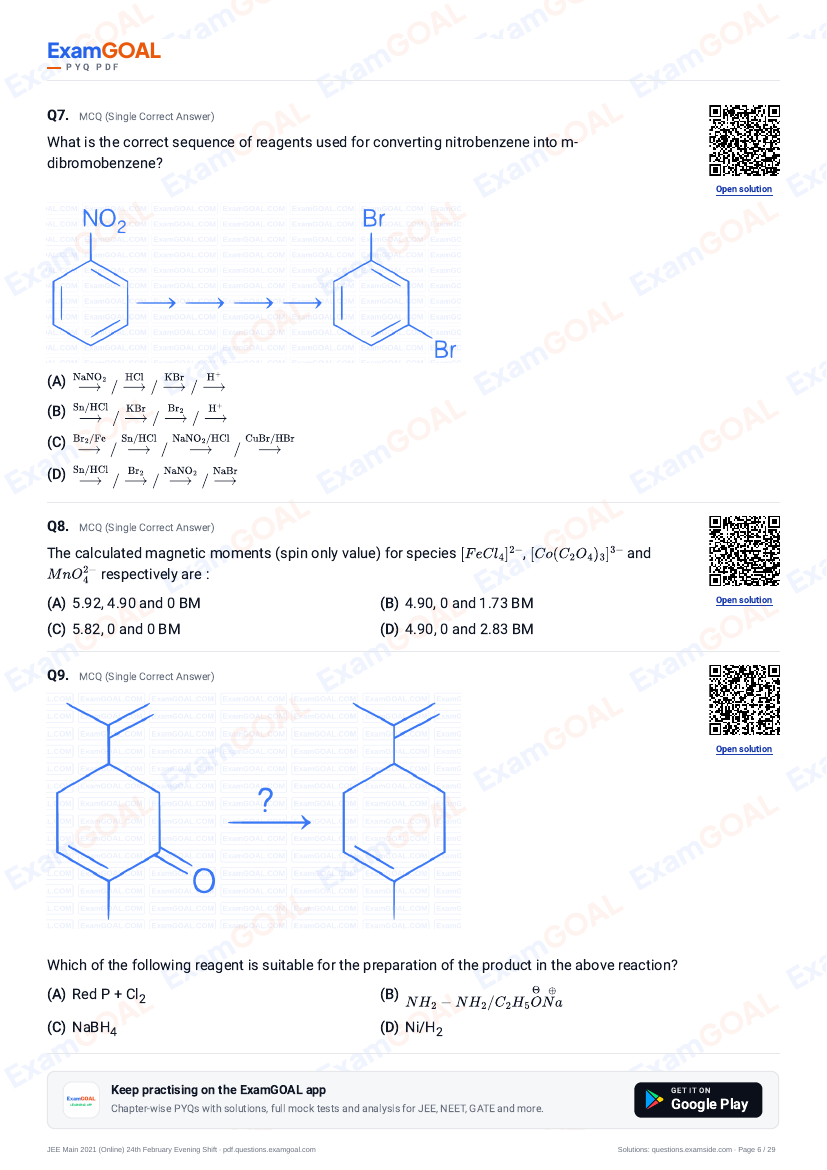 ExamGOAL
PYQ PDF
Q7. MCQ (Single Correct Answer)
What is the correct sequence of reagents used for converting nitrobenzene into m-
dibromobenzene?
Open solution
NO₂ Br
Br
(A) NaNO₂ → / HCl → / KBr → / H⁺ →
(B) Sn/HCl → / KBr → / Br₂ → / H⁺ →
(C) Br₂/Fe → / Sn/HCl → / NaNO₂/HCl → / CuBr/HBr →
(D) Sn/HCl → / Br₂ → / NaNO₂ → / NaBr →
Q8. MCQ (Single Correct Answer)
The calculated magnetic moments (spin only value) for species [FeCl₄]²⁻, [Co(C₂O₄)₃]³⁻ and
MnO₄²⁻ respectively are :
Open solution
(A) 5.92, 4.90 and 0 BM (B) 4.90, 0 and 1.73 BM
(C) 5.82, 0 and 0 BM (D) 4.90, 0 and 2.83 BM
Q9. MCQ (Single Correct Answer)
Open solution
?
O
Which of the following reagent is suitable for the preparation of the product in the above reaction?
(A) Red P + Cl₂ (B) NH₂ − NH₂/C₂H₅O^Θ Na^⊕
(C) NaBH₄ (D) Ni/H₂
ExamGOAL
Keep practising on the ExamGOAL app
Chapter-wise PYQs with solutions, full mock tests and analysis for JEE, NEET, GATE and more.
GET IT ON
Google Play
JEE Main 2021 (Online) 24th February Evening Shift · pdf.questions.examgoal.com Solutions: questions.examside.com · Page 6 / 29